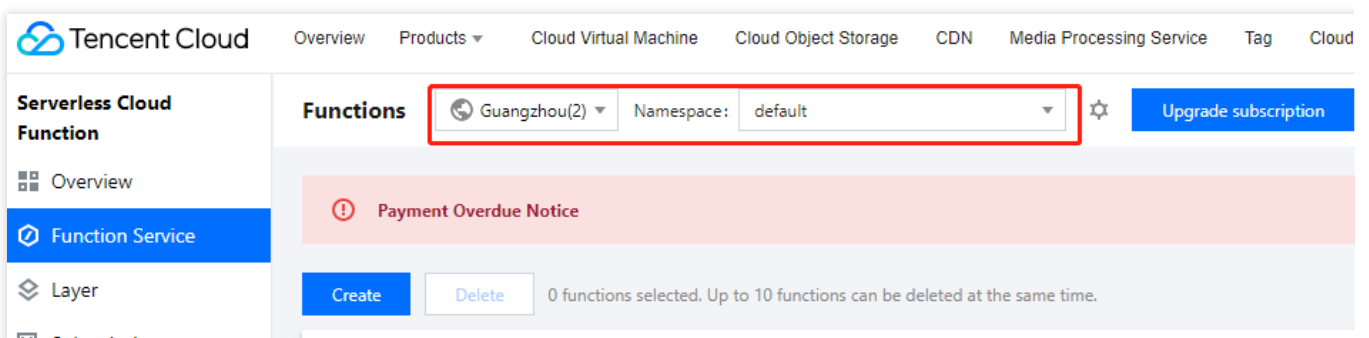 Tencent Cloud
Overview
Products
Cloud Virtual Machine
Cloud Object Storage
CDN
Media Processing Service
Tag
Cloud
Serverless Cloud
Function
Functions
Guangzhou(2)
Namespace:
default
Upgrade subscription
Overview
Payment Overdue Notice
Function Service
Layer
Create
Delete
0 functions selected. Up to 10 functions can be deleted at the same time.